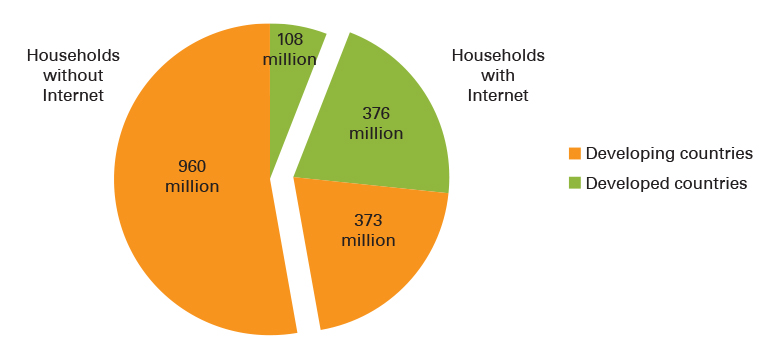 Households
without
Internet
108
million
960
million
376
million
373
million
Households
with
Internet
Developing countries
Developed countries